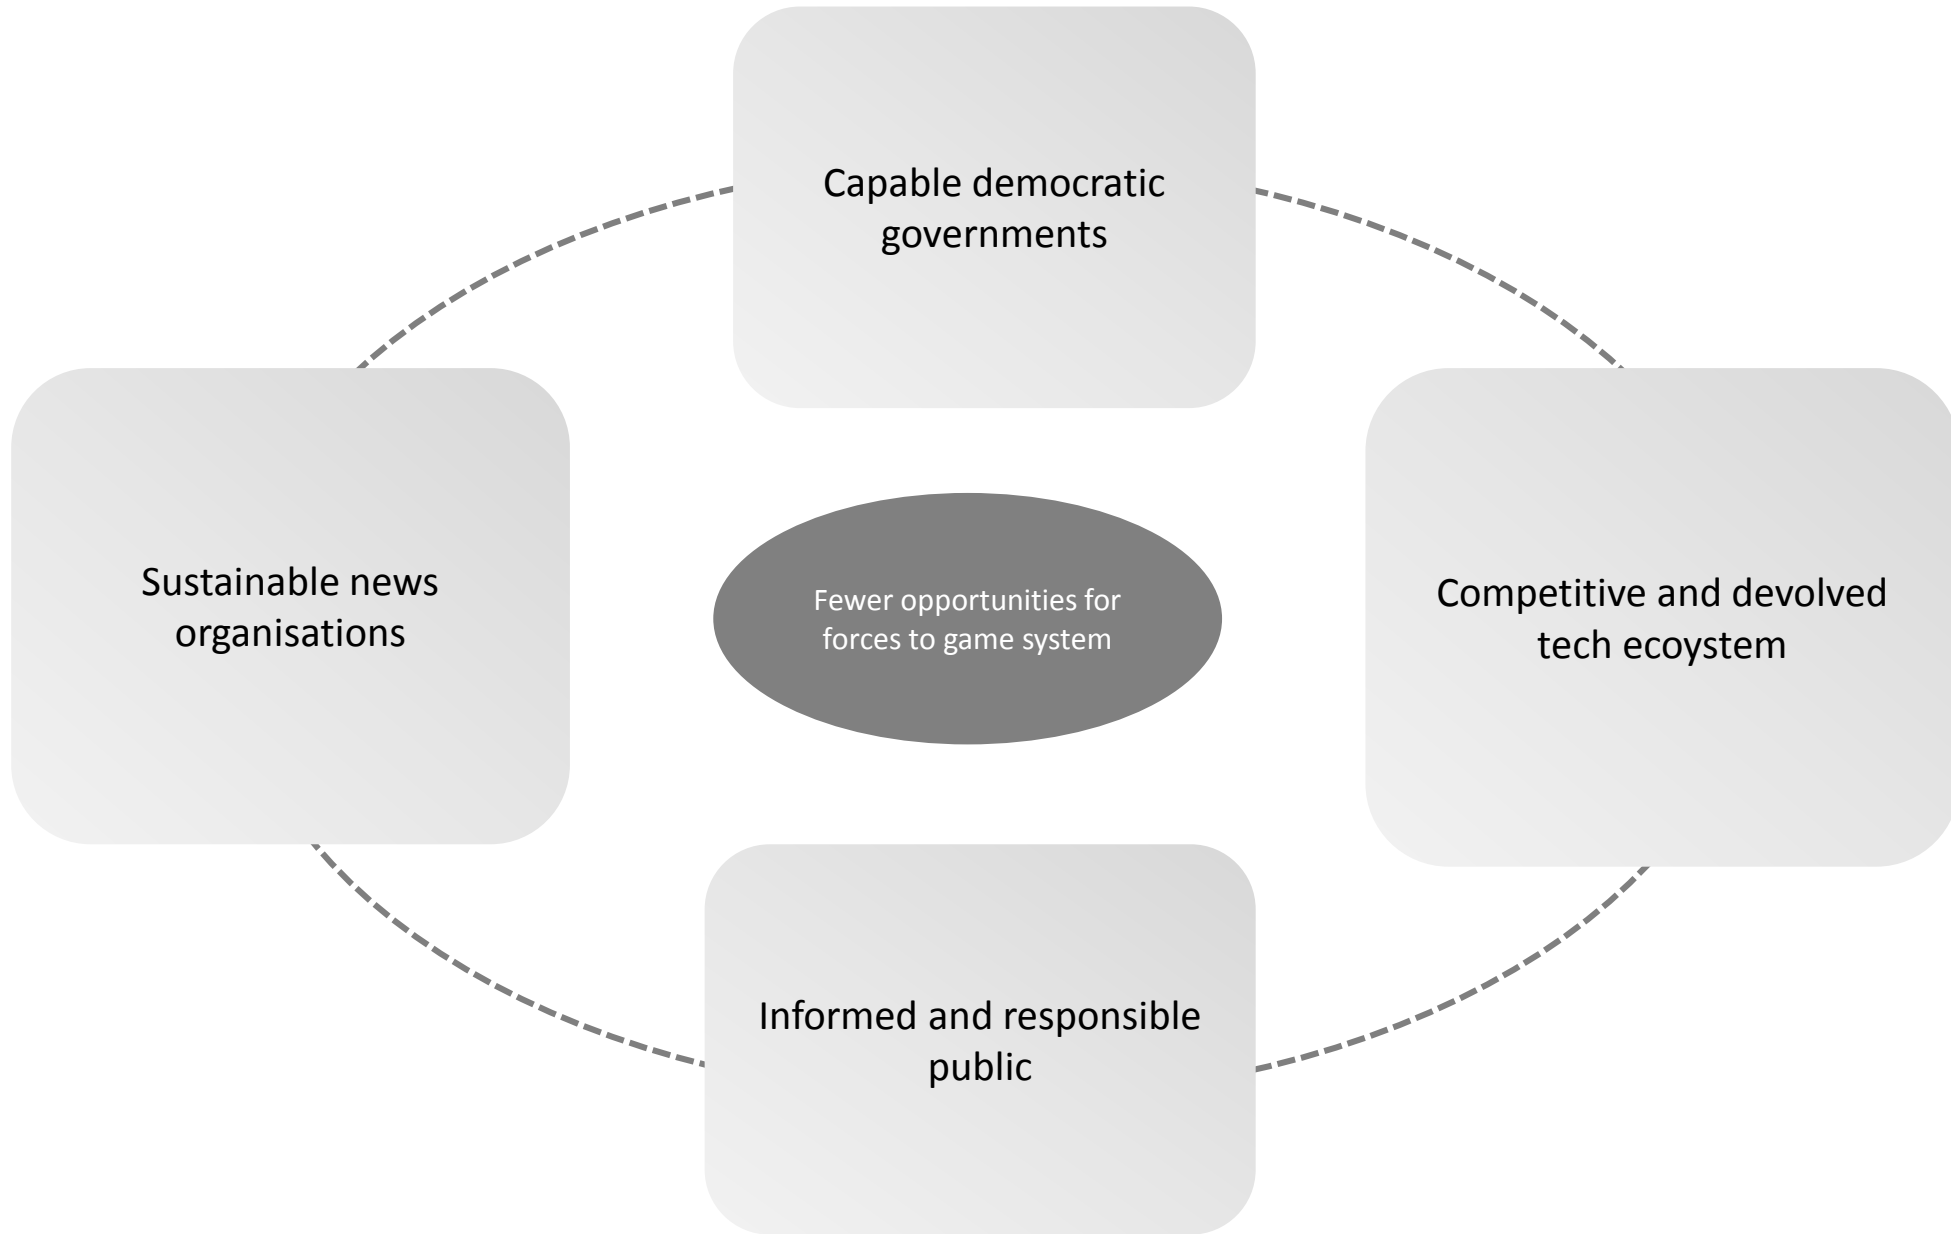 Capable democratic
governments
Sustainable news
organisations
Fewer opportunities for
forces to game system
Competitive and devolved
tech ecoystem
Informed and responsible
public